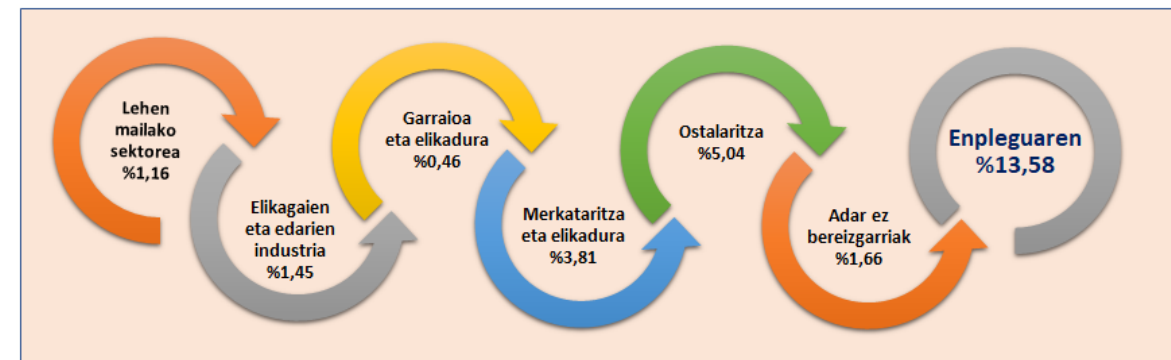 Lehen
mailako
sektorea
%1,16
Elikagaien
eta edarien
industria
%1,45
Garraioa
eta elikadura
%0,46
Merkataritza
eta elikadura
%3,81
Ostalaritza
%5,04
Adar ez
bereizgarriak
%1,66
Enpleguaren
%13,58